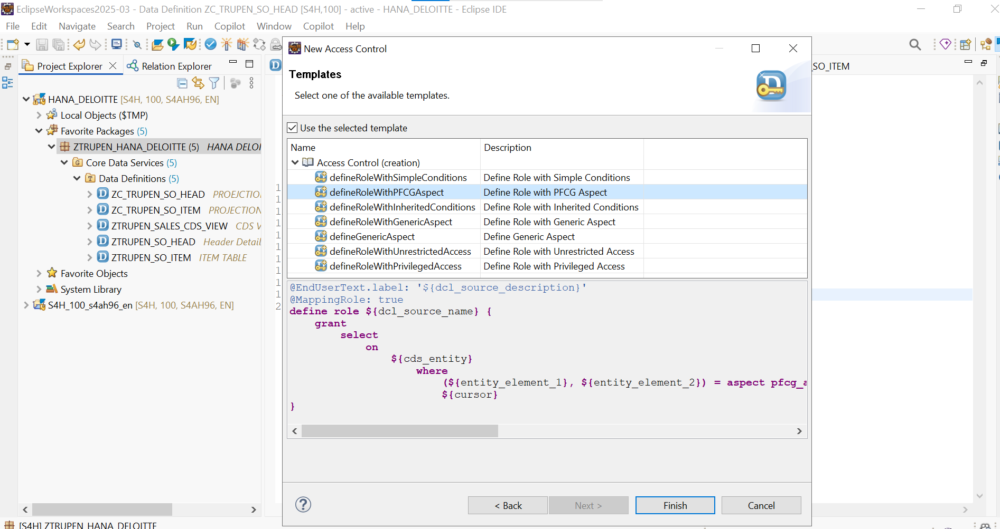 EclipseWorkspaces2025-03 - Data Definition ZC_TRUPEN_SO_HEAD [S4H,100] - active - HANA_DELOITTE - Eclipse IDE
File Edit Navigate Search Project Run Copilot Window Copilot Help
Project Explorer
Relation Explorer
HANA_DELOITTE [S4H, 100, S4AH96, EN]
Local Objects ($TMP)
Favorite Packages (5)
ZTRUPEN_HANA_DELOITTE (5) HANA DELOI
Core Data Services (5)
Data Definitions (5)
ZC_TRUPEN_SO_HEAD PROEJCTIO
ZC_TRUPEN_SO_ITEM PROJECTION
ZTRUPEN_SALES_CDS_VIEW CDS V
ZTRUPEN_SO_HEAD Header Detail
ZTRUPEN_SO_ITEM ITEM TABLE
Favorite Objects
System Library
S4H_100_s4ah96_en [S4H, 100, S4AH96, EN]
[S4H] ZTRUPEN_HANA_DELOITTE
1
1
1
1
1
1
1
1
1
1
2
_SO_ITEM
New Access Control
Templates
Select one of the available templates.
Use the selected template
Name Description
Access Control (creation)
defineRoleWithSimpleConditions Define Role with Simple Conditions
defineRoleWithPFCGAspect Define Role with PFCG Aspect
defineRoleWithInheritedConditions Define Role with Inherited Conditions
defineRoleWithGenericAspect Define Role with Generic Aspect
defineGenericAspect Define Generic Aspect
defineRoleWithUnrestrictedAccess Define Role with Unrestricted Access
defineRoleWithPrivilegedAccess Define Role with Privileged Access
@EndUserText.label: '${dcl_source_description}'
@MappingRole: true
define role ${dcl_source_name} {
grant
select
on
${cds_entity}
where
(${entity_element_1}, ${entity_element_2}) = aspect pfcg_a
${cursor}
}
< Back Next > Finish Cancel